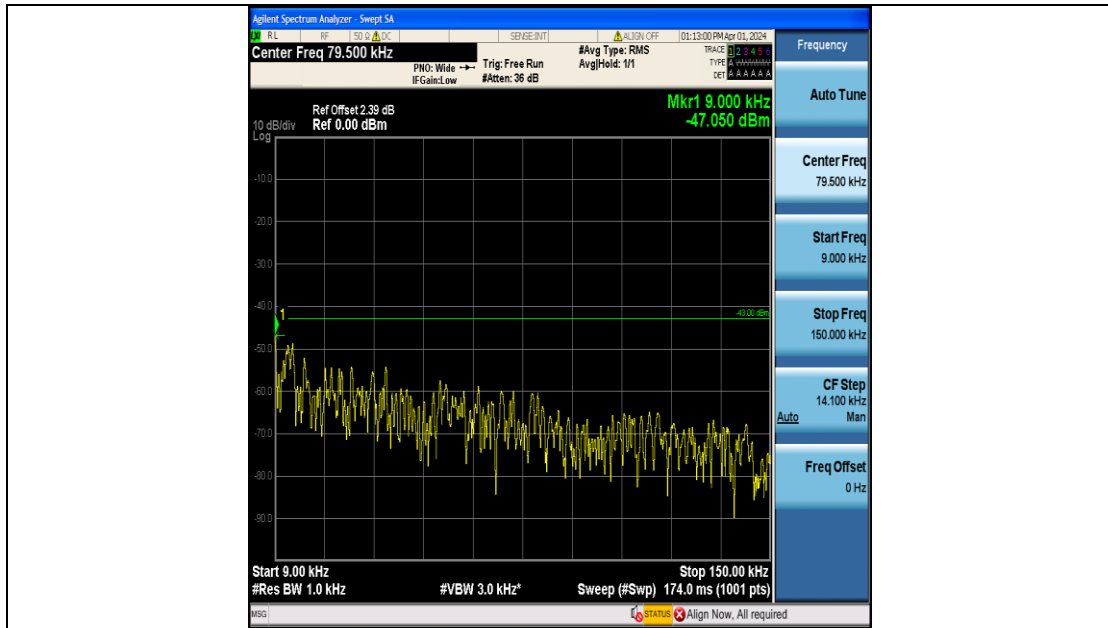 Agilent Spectrum Analyzer - Swept SA
RL RF 50 Ω DC SENSE:INT ALIGN OFF 01:13:00 PM Apr 01, 2024
Center Freq 79.500 kHz
PNO: Wide
IFGain:Low
Trig: Free Run
#Atten: 36 dB
#Avg Type: RMS
Avg|Hold: 1/1
TRACE 1 2 3 4 5 6
TYPE A
DET A A A A A A
Frequency
Mkr1 9.000 kHz
-47.050 dBm
Ref Offset 2.39 dB
10 dB/div Ref 0.00 dBm
Log
-10.0
-20.0
-30.0
-40.0
1
-43.00 dBm
-50.0
-60.0
-70.0
-80.0
-90.0
Start 9.00 kHz Stop 150.00 kHz
#Res BW 1.0 kHz #VBW 3.0 kHz* Sweep (#Swp) 174.0 ms (1001 pts)
Auto Tune
Center Freq
79.500 kHz
Start Freq
9.000 kHz
Stop Freq
150.000 kHz
CF Step
14.100 kHz
Auto Man
Freq Offset
0 Hz
MSG STATUS Align Now, All required